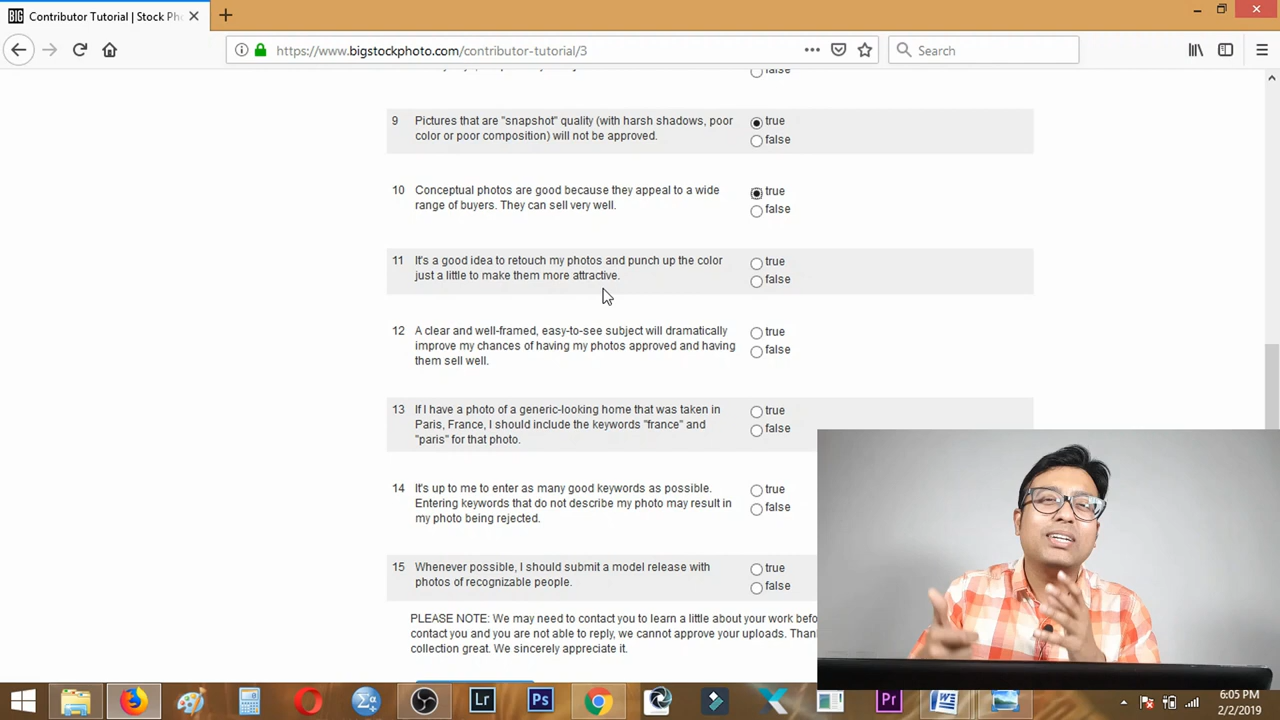 BIG Contributor Tutorial | Stock Pho
https://www.bigstockphoto.com/contributor-tutorial/3
Search
false
9 Pictures that are "snapshot" quality (with harsh shadows, poor
color or poor composition) will not be approved.
true
false
10 Conceptual photos are good because they appeal to a wide
range of buyers. They can sell very well.
true
false
11 It's a good idea to retouch my photos and punch up the color
just a little to make them more attractive.
true
false
12 A clear and well-framed, easy-to-see subject will dramatically
improve my chances of having my photos approved and having
them sell well.
true
false
13 If I have a photo of a generic-looking home that was taken in
Paris, France, I should include the keywords "france" and
"paris" for that photo.
true
false
14 It's up to me to enter as many good keywords as possible.
Entering keywords that do not describe my photo may result in
my photo being rejected.
true
false
15 Whenever possible, I should submit a model release with
photos of recognizable people.
true
false
PLEASE NOTE: We may need to contact you to learn a little about your work befo
contact you and you are not able to reply, we cannot approve your uploads. Than
collection great. We sincerely appreciate it.
Lr
Ps
Pr
6:05 PM
2/2/2019